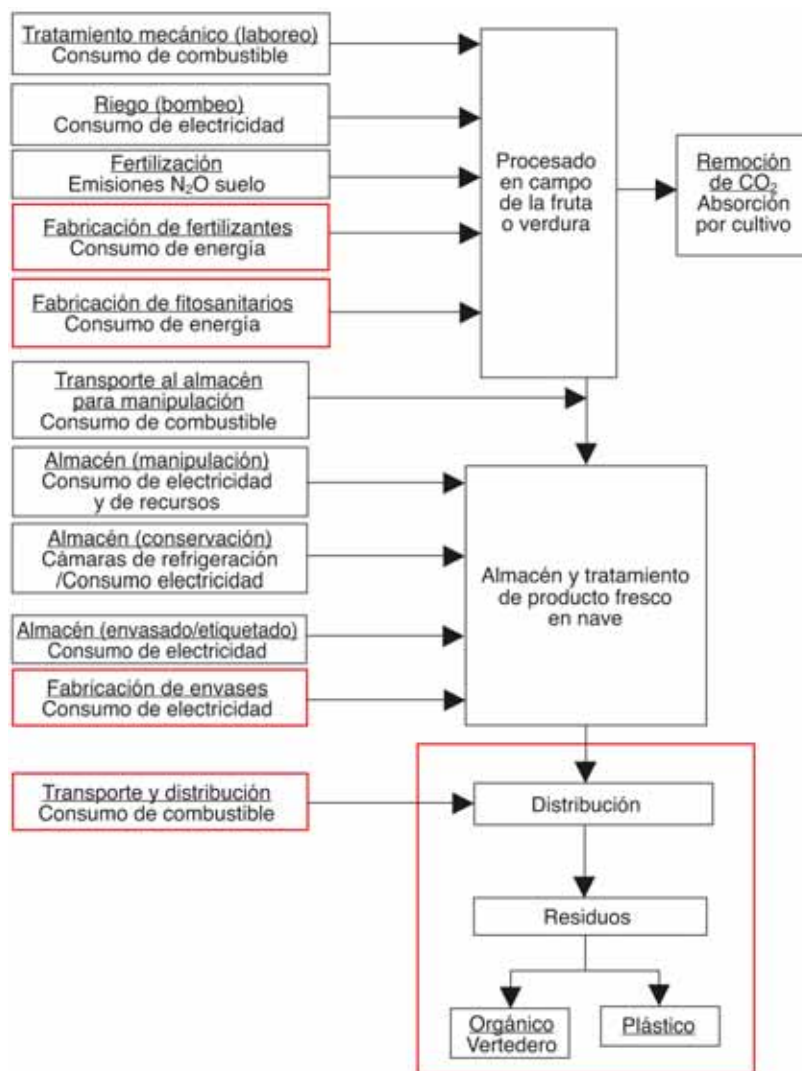 Tratamiento mecánico (laboreo)
Consumo de combustible
Riego (bombeo)
Consumo de electricidad
Fertilización
Emisiones N₂O suelo
Fabricación de fertilizantes
Consumo de energía
Fabricación de fitosanitarios
Consumo de energía
Procesado
en campo
de la fruta
o verdura
Remoción
de CO₂
Absorción
por cultivo
Transporte al almacén
para manipulación
Consumo de combustible
Almacén (manipulación)
Consumo de electricidad
y de recursos
Almacén (conservación)
Cámaras de refrigeración
/Consumo electricidad
Almacén (envasado/etiquetado)
Consumo de electricidad
Fabricación de envases
Consumo de electricidad
Almacén y tratamiento
de producto fresco
en nave
Transporte y distribución
Consumo de combustible
Distribución
Residuos
Orgánico
Vertedero
Plástico